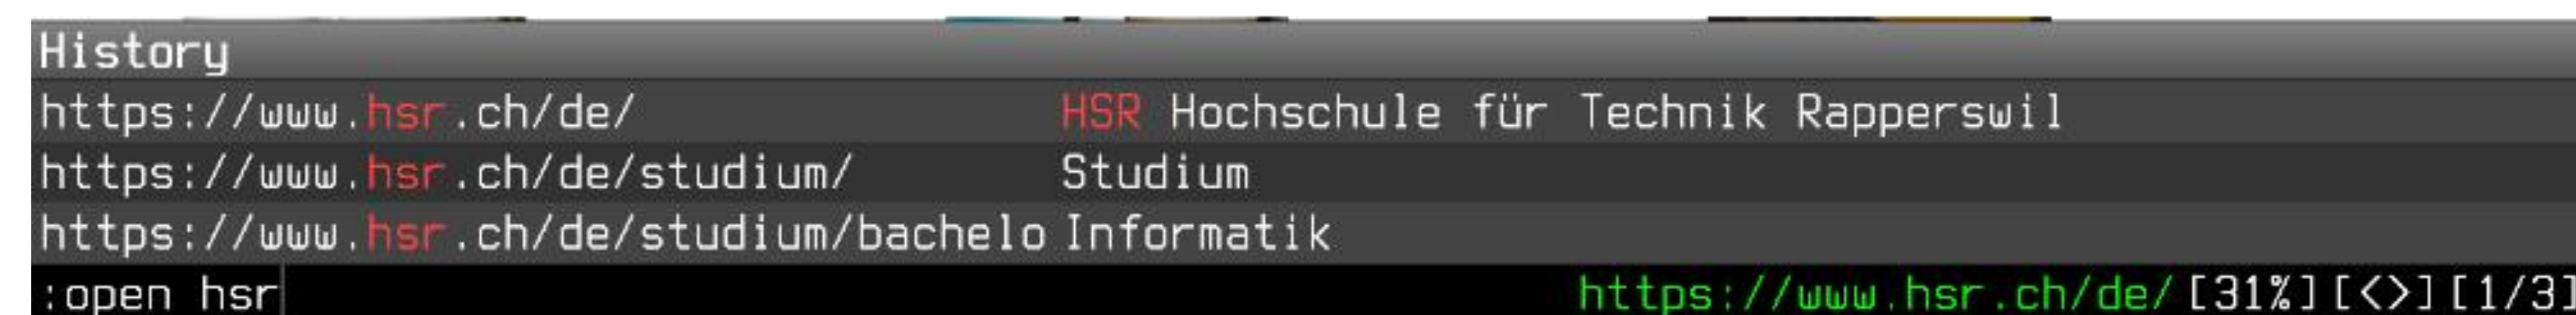 History
https://www.hsr.ch/de/ HSR Hochschule für Technik Rapperswil
https://www.hsr.ch/de/studium/ Studium
https://www.hsr.ch/de/studium/bachelo Informatik
:open hsr https://www.hsr.ch/de/ [31%][<>][1/3]